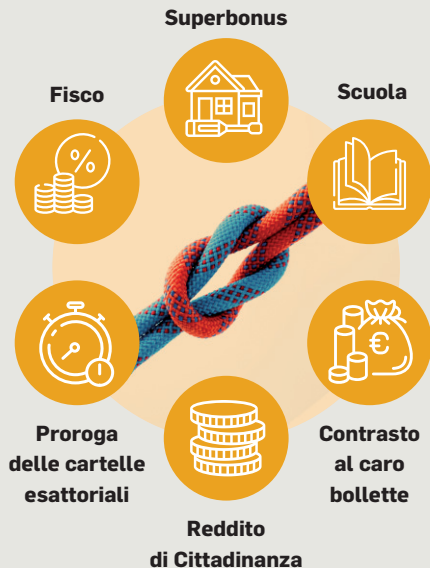 Superbonus
Fisco
Scuola
%
€
Proroga
delle cartelle
esattoriali
Contrasto
al caro
bollette
Reddito
di Cittadinanza